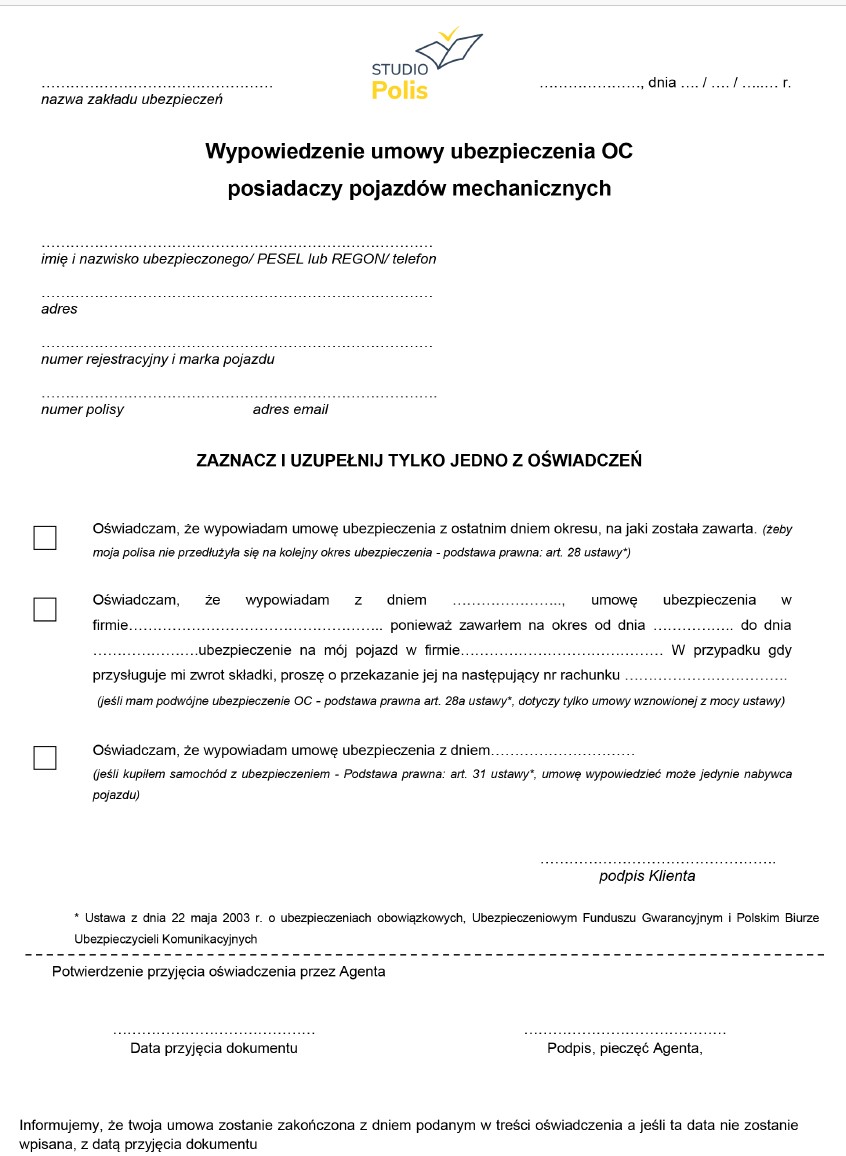 STUDIO
Polis
……………………………………….. , dnia …. / …. / …..… r.
nazwa zakładu ubezpieczeń
Wypowiedzenie umowy ubezpieczenia OC
posiadaczy pojazdów mechanicznych
………………………………………………………………………
imię i nazwisko ubezpieczonego/ PESEL lub REGON/ telefon
………………………………………………………………………
adres
………………………………………………………………………
numer rejestracyjny i marka pojazdu
……………………………………………………………………….
numer polisy adres email
ZAZNACZ I UZUPEŁNIJ TYLKO JEDNO Z OŚWIADCZEŃ
Oświadczam, że wypowiadam umowę ubezpieczenia z ostatnim dniem okresu, na jaki została zawarta. (żeby
moja polisa nie przedłużyła się na kolejny okres ubezpieczenia - podstawa prawna: art. 28 ustawy*)
Oświadczam, że wypowiadam z dniem ………………….., umowę ubezpieczenia w
firmie…………………………………………….. ponieważ zawarłem na okres od dnia ……………. do dnia
………………….ubezpieczenie na mój pojazd w firmie…………………………………… W przypadku gdy
przysługuje mi zwrot składki, proszę o przekazanie jej na następujący nr rachunku …………………………….
(jeśli mam podwójne ubezpieczenie OC - podstawa prawna art. 28a ustawy*, dotyczy tylko umowy wznowionej z mocy ustawy)
Oświadczam, że wypowiadam umowę ubezpieczenia z dniem…………………………
(jeśli kupiłem samochód z ubezpieczeniem - Podstawa prawna: art. 31 ustawy*, umowę wypowiedzieć może jedynie nabywca
pojazdu)
………………………………………….
podpis Klienta
* Ustawa z dnia 22 maja 2003 r. o ubezpieczeniach obowiązkowych, Ubezpieczeniowym Funduszu Gwarancyjnym i Polskim Biurze
Ubezpieczycieli Komunikacyjnych
Potwierdzenie przyjęcia oświadczenia przez Agenta
…………………………………… ……………………………………
Data przyjęcia dokumentu Podpis, pieczęć Agenta,
Informujemy, że twoja umowa zostanie zakończona z dniem podanym w treści oświadczenia a jeśli ta data nie zostanie
wpisana, z datą przyjęcia dokumentu